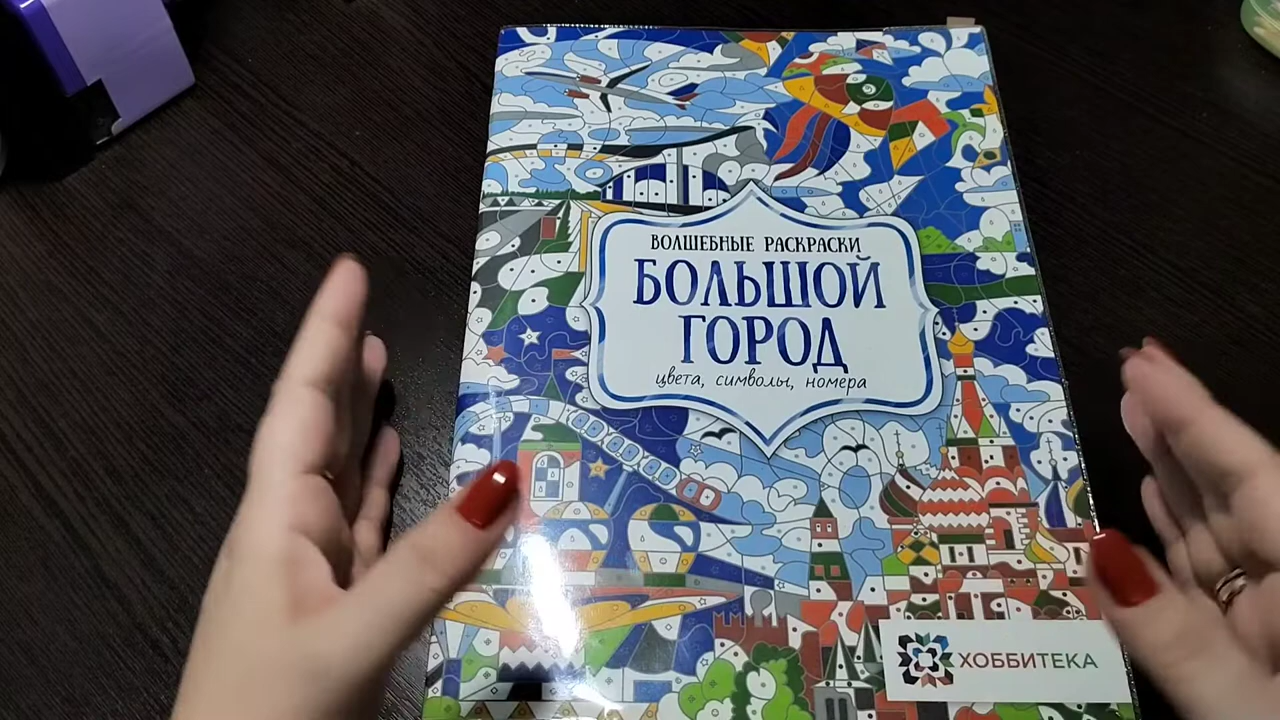 ВОЛШЕБНЫЕ РАСКРАСКИ
БОЛЬШОЙ
ГОРОД
цвета, символы, номера
ХОББИТЕКА